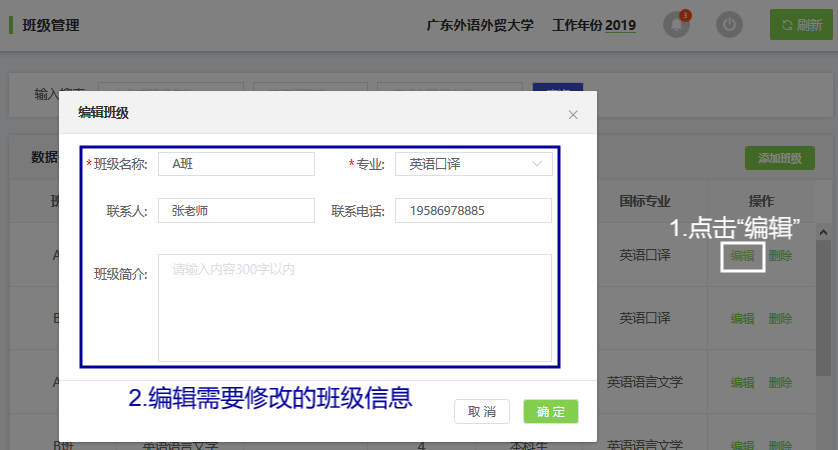 班级管理
广东外语外贸大学 工作年份 2019
3
刷新
输入搜索
编辑班级
数据
添加班级
*班级名称: A班 *专业: 英语口译
国标专业 操作
联系人: 张老师 联系电话: 19586978885
1.点击“编辑”
英语口译 编辑 删除
班级简介: 请输入内容300字以内
英语口译 编辑 删除
英语语言文学 编辑 删除
2.编辑需要修改的班级信息
取消 确定
B班 英语语言文学 4 本科生 英语语言文学 编辑 删除